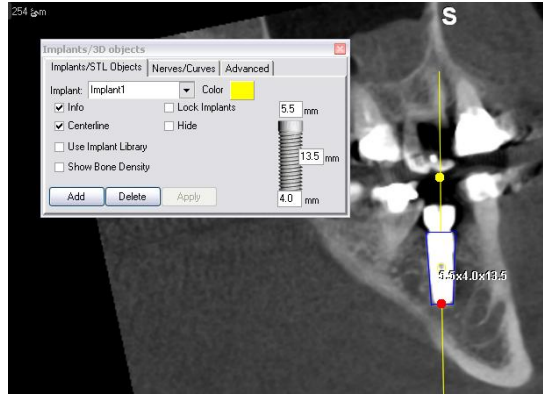 254 مم
S
Implants/3D objects
Implants/STL Objects Nerves/Curves Advanced
Implant: Implant1 Color
Info Lock Implants 5.5 mm
Centerline Hide
Use Implant Library 13.5 mm
Show Bone Density
Add Delete Apply 4.0 mm
5.5x4.0x13.5